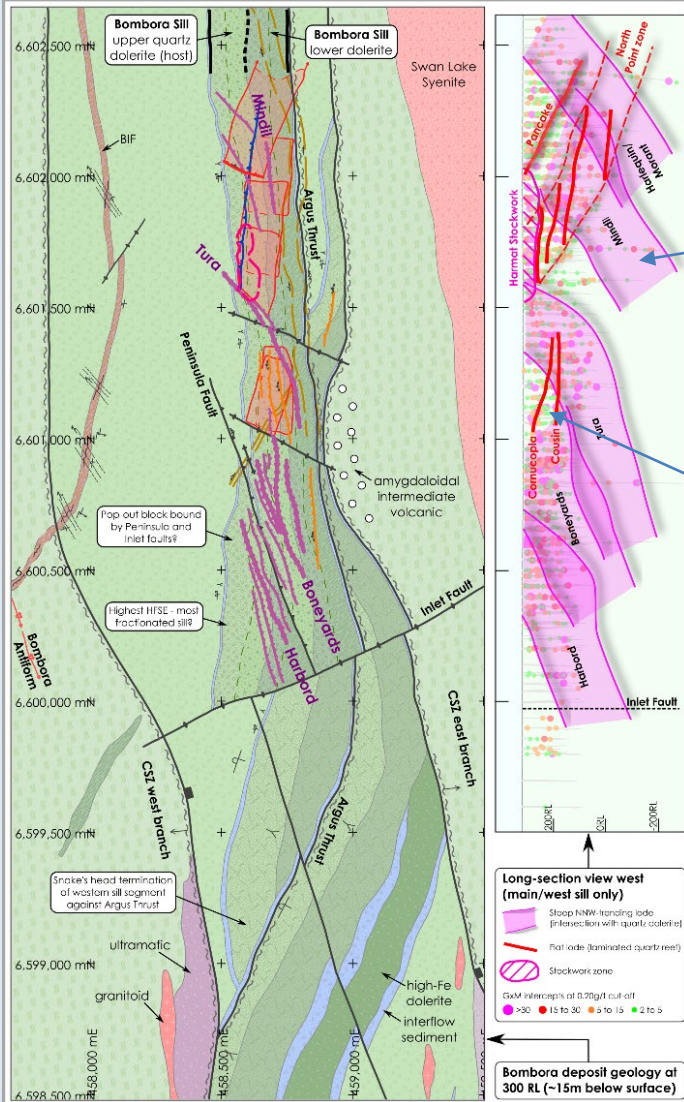 Bombora Sill
upper quartz
dolerite (host)
Bombora Sill
lower dolerite
Swan Lake
Syenite
6,602,500 mN
BIF
Mindil
6,602,000 mN
Argus Thrust
Tura
6,601,500 mN
Peninsula Fault
6,601,000 mN
amygdaloidal
intermediate
volcanic
Pop out block bound
by Peninsula and
Inlet faults?
6,600,500 mN
Boneyards
Inlet Fault
Highest HFSE - most
fractionated sill?
Harbord
Bombora
Antiform
6,600,000 mN
CSZ west branch
CSZ east branch
Argus Thrust
6,599,500 mN
Snake's head termination
of western sill segment
against Argus Thrust
ultramafic
6,599,000 mN
granitoid
high-Fe
dolerite
interflow
sediment
6,598,500 mN
458,000 mE
458,500 mE
459,000 mE
North
Point zone
Pancake
Harlequin/
Morant
Mindil
Harmat Stockwork
Tura
Cornucopia
Cousin
Boneyards
Harbord
Inlet Fault
200RL
0RL
-200RL
Long-section view west
(main/west sill only)
Steep NNW-trending lode
(intersection with quartz dolerite)
Flat lode (laminated quartz reef)
Stockwork zone
GxM intercepts at 0.20g/t cut-off
>30 15 to 30 5 to 15 2 to 5
Bombora deposit geology at
300 RL (~15m below surface)